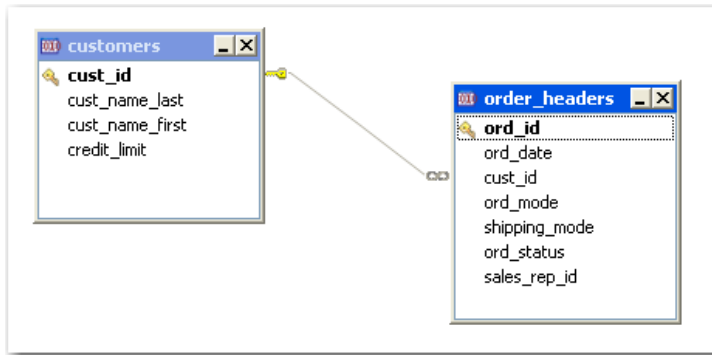 customers
cust_id
cust_name_last
cust_name_first
credit_limit
order_headers
ord_id
ord_date
cust_id
ord_mode
shipping_mode
ord_status
sales_rep_id